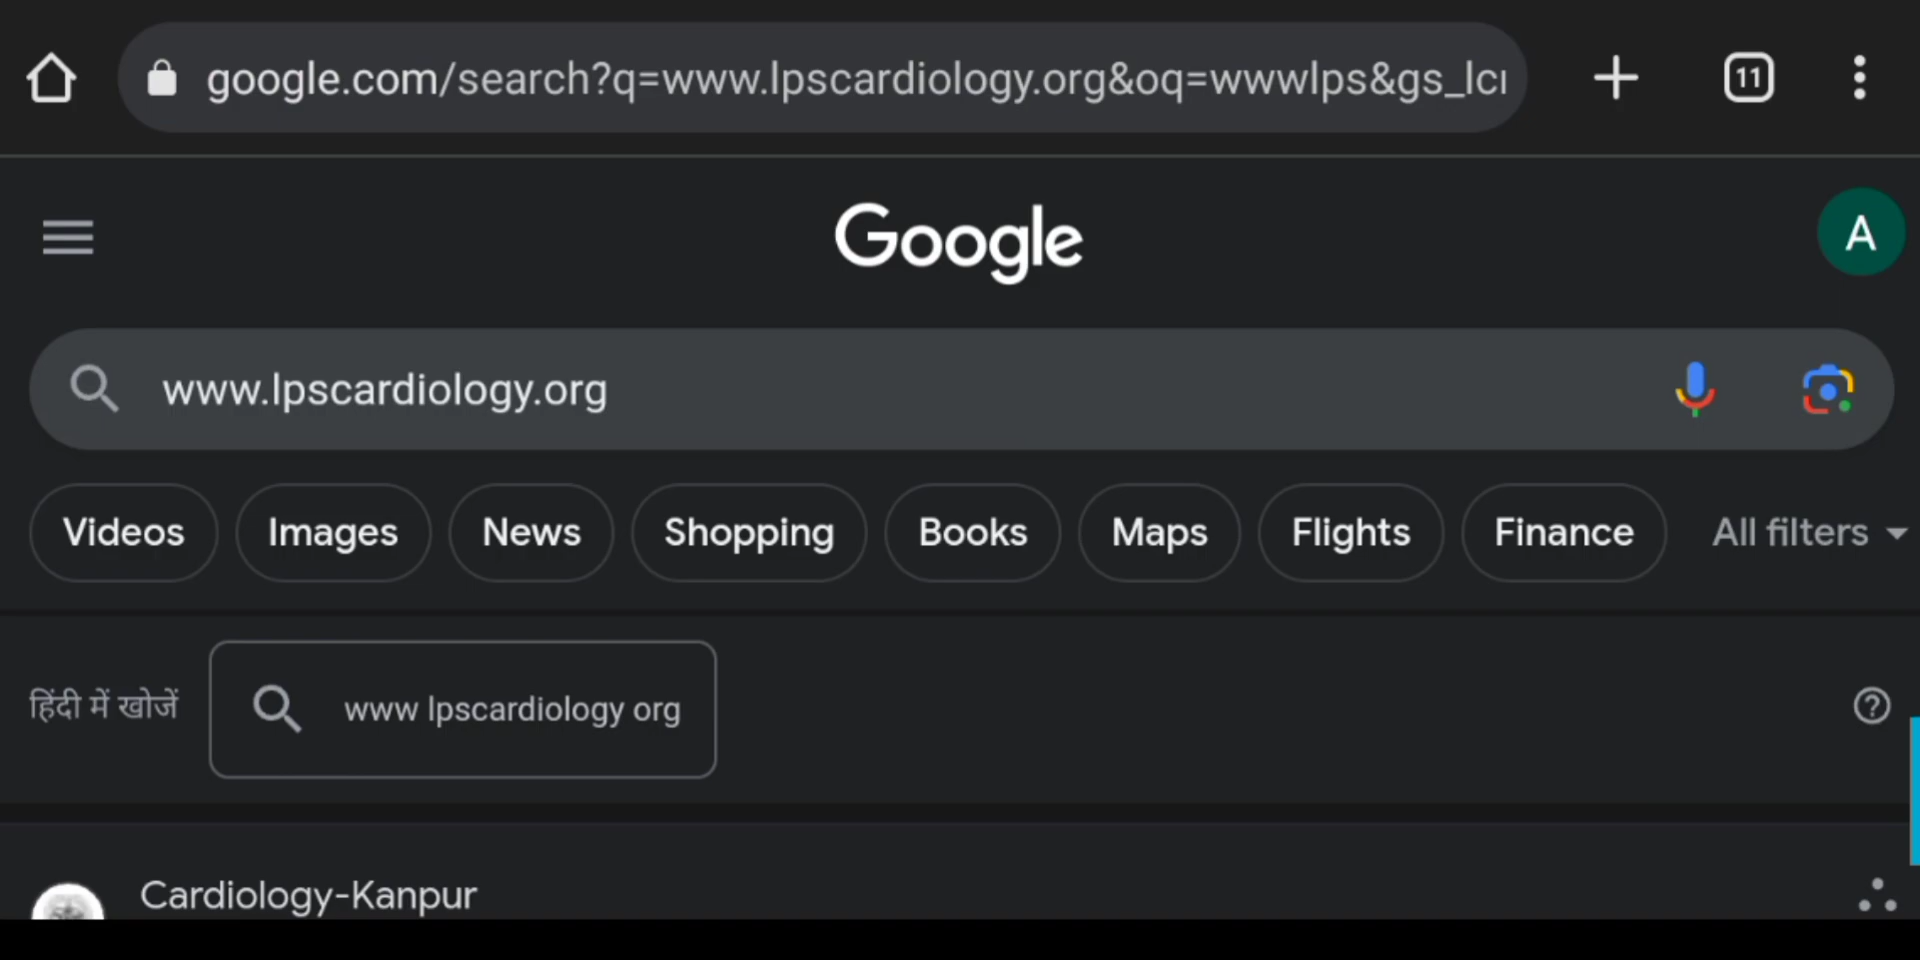 google.com/search?q=www.lpscardiology.org&oq=wwwlps&gs_lcı
11
Google
A
www.lpscardiology.org
Videos Images News Shopping Books Maps Flights Finance All filters
हिंदी में खोजें www lpscardiology org
Cardiology-Kanpur